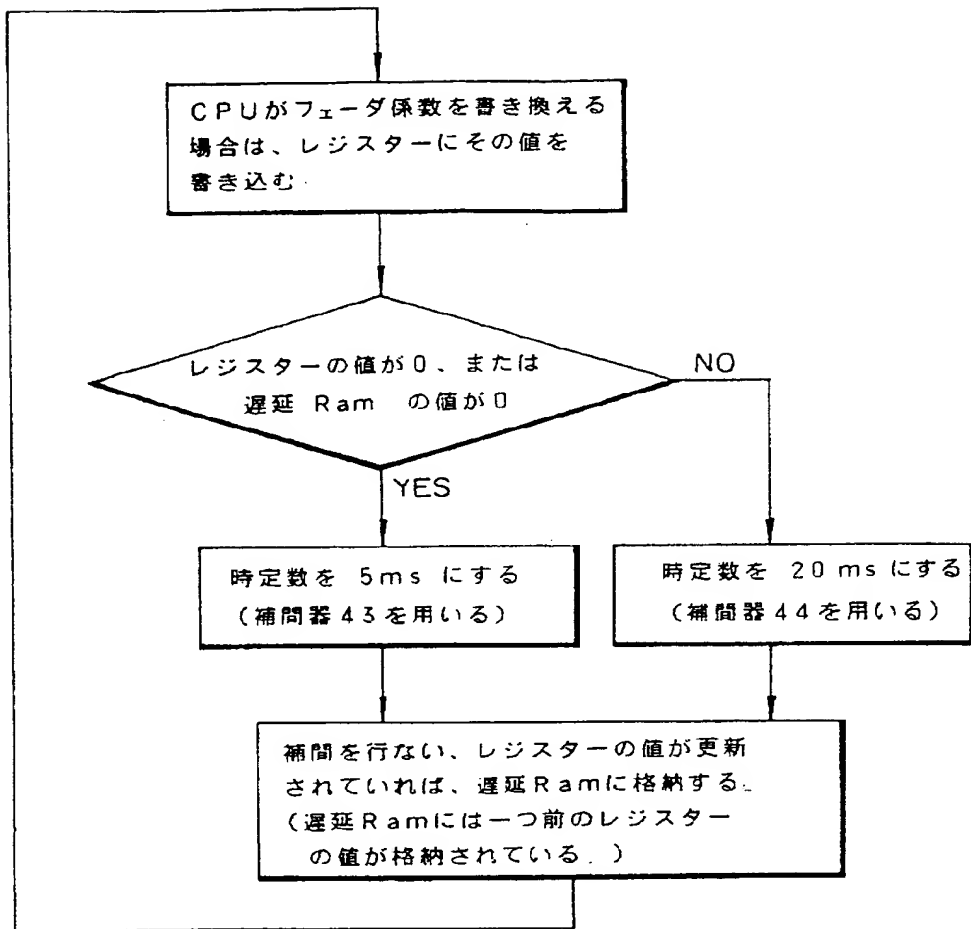 CPUがフェーダ係数を書き換える
場合は、レジスターにその値を
書き込む
レジスターの値が0、または
遅延 Ram の値が0
NO
YES
時定数を 5ms にする
(補間器43を用いる)
時定数を 20 ms にする
(補間器44を用いる)
補間を行ない、レジスターの値が更新
されていれば、遅延Ramに格納する.
(遅延Ramには一つ前のレジスター
の値が格納されている.)